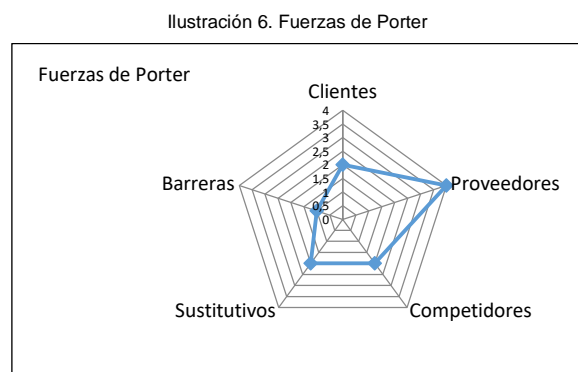 Ilustración 6. Fuerzas de Porter
Fuerzas de Porter
Clientes
4
3,5
3
2,5
2
1,5
1
0,5
0
Proveedores
Competidores
Sustitutivos
Barreras